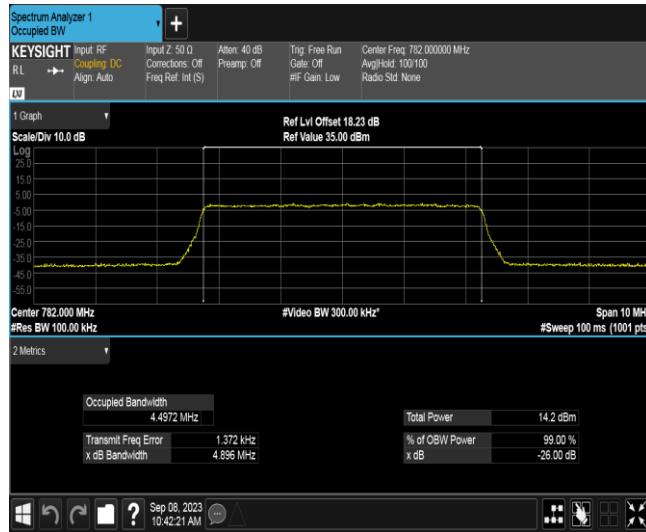 Spectrum Analyzer 1
Occupied BW
+
KEYSIGHT
RL
LXI
Input: RF
Coupling: DC
Align: Auto
Input Z: 50 Ω
Corrections: Off
Freq Ref: Int (S)
Atten: 40 dB
Preamp: Off
Trig: Free Run
Gate: Off
#IF Gain: Low
Center Freq: 782.000000 MHz
Avg|Hold: 100/100
Radio Std: None
1 Graph
Scale/Div 10.0 dB
Ref Lvl Offset 18.23 dB
Ref Value 35.00 dBm
Log
25.0
15.0
5.00
-5.00
-15.0
-25.0
-35.0
-45.0
-55.0
Center 782.000 MHz
#Video BW 300.00 kHz*
Span 10 MH
#Res BW 100.00 kHz
#Sweep 100 ms (1001 pts
2 Metrics
Occupied Bandwidth
4.4972 MHz
Total Power 14.2 dBm
Transmit Freq Error 1.372 kHz
% of OBW Power 99.00 %
x dB Bandwidth 4.896 MHz
x dB -26.00 dB
?
Sep 08, 2023
10:42:21 AM